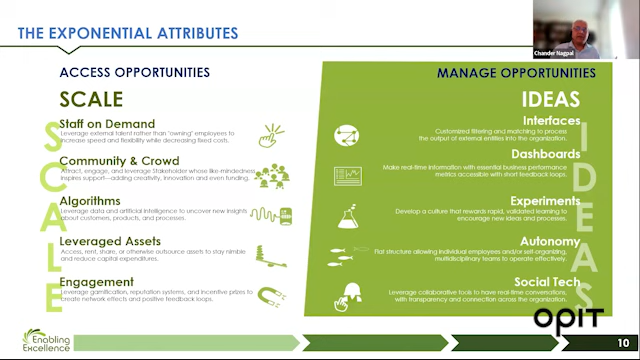 THE EXPONENTIAL ATTRIBUTES
Chander Nagpal
ACCESS OPPORTUNITIES
SCALE
Staff on Demand
Leverage external talent rather than "owning" employees to
increase speed and flexibility while decreasing fixed costs.
Community & Crowd
Attract, engage, and leverage Stakeholder whose like-mindedness
inspires support—adding creativity, innovation and even funding.
Algorithms
Leverage data and artificial intelligence to uncover new insights
about customers, products, and processes.
Leveraged Assets
Access, rent, share, or otherwise outsource assets to stay nimble
and reduce capital expenditures.
Engagement
Leverage gamification, reputation systems, and incentive prizes to
create network effects and positive feedback loops.
SCALE
MANAGE OPPORTUNITIES
IDEAS
Interfaces
Customized filtering and matching to process
the output of external entities into the organization.
Dashboards
Make real-time information with essential business performance
metrics accessible with short feedback loops.
Experiments
Develop a culture that rewards rapid, validated learning to
encourage new ideas and processes.
Autonomy
Flat structure allowing individual employees and/or self-organizing,
multidisciplinary teams to operate effectively.
Social Tech
Leverage collaborative tools to have real-time conversations,
with transparency and connection across the organization.
IDEAS
OPIT
Enabling
Excellence
10